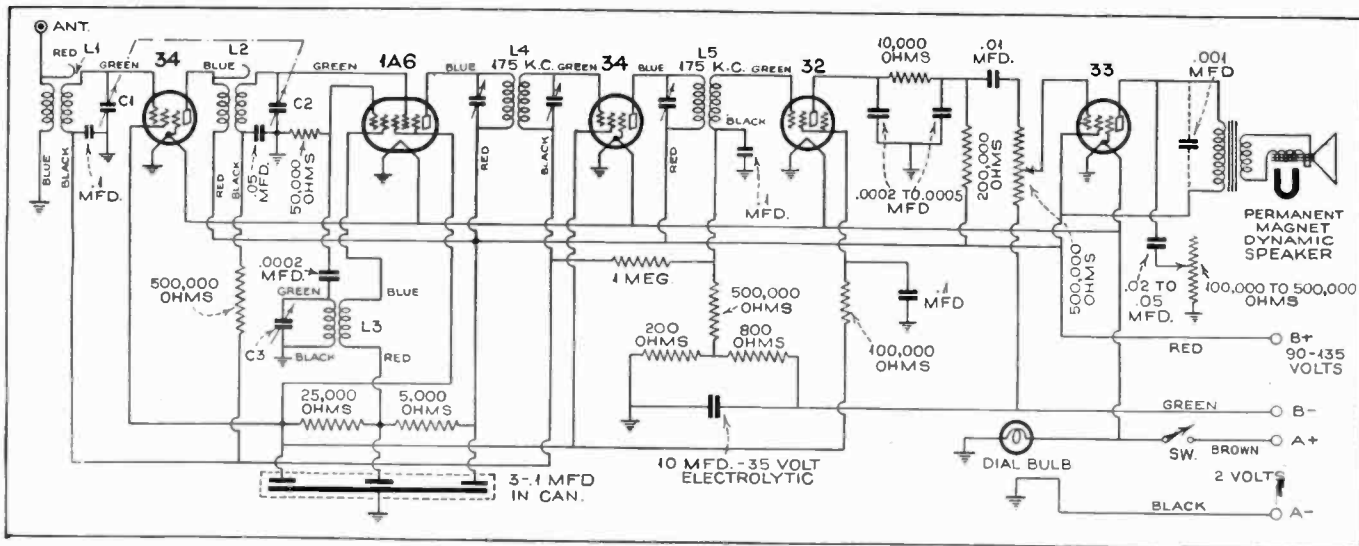 ANT.
RED
L1
GREEN
34
BLUE
L2
GREEN
1A6
BLUE
L4
175 K.C.
GREEN
34
BLUE
L5
175 K.C.
GREEN
32
10,000
OHMS
.01
MFD.
33
.001
MFD
C1
C2
BLUE
BLACK
.1
MFD.
RED
BLACK
.05
MFD.
50,000
OHMS
RED
BLACK
RED
BLACK
.1
MFD.
.0002 TO .0005
MFD
200,000
OHMS
500,000
OHMS
PERMANENT
MAGNET
DYNAMIC
SPEAKER
500,000
OHMS
.0002
MFD.
GREEN
BLUE
C3
L3
BLACK
RED
1 MEG.
500,000
OHMS
200
OHMS
800
OHMS
.1
MFD
100,000
OHMS
.02 TO
.05
MFD.
100,000 TO 500,000
OHMS
25,000
OHMS
5,000
OHMS
RED
B+
90-135
VOLTS
GREEN
B-
10 MFD.-35 VOLT
ELECTROLYTIC
DIAL BULB
SW.
BROWN
A+
2 VOLTS
3-.1 MFD
IN CAN.
BLACK
A-